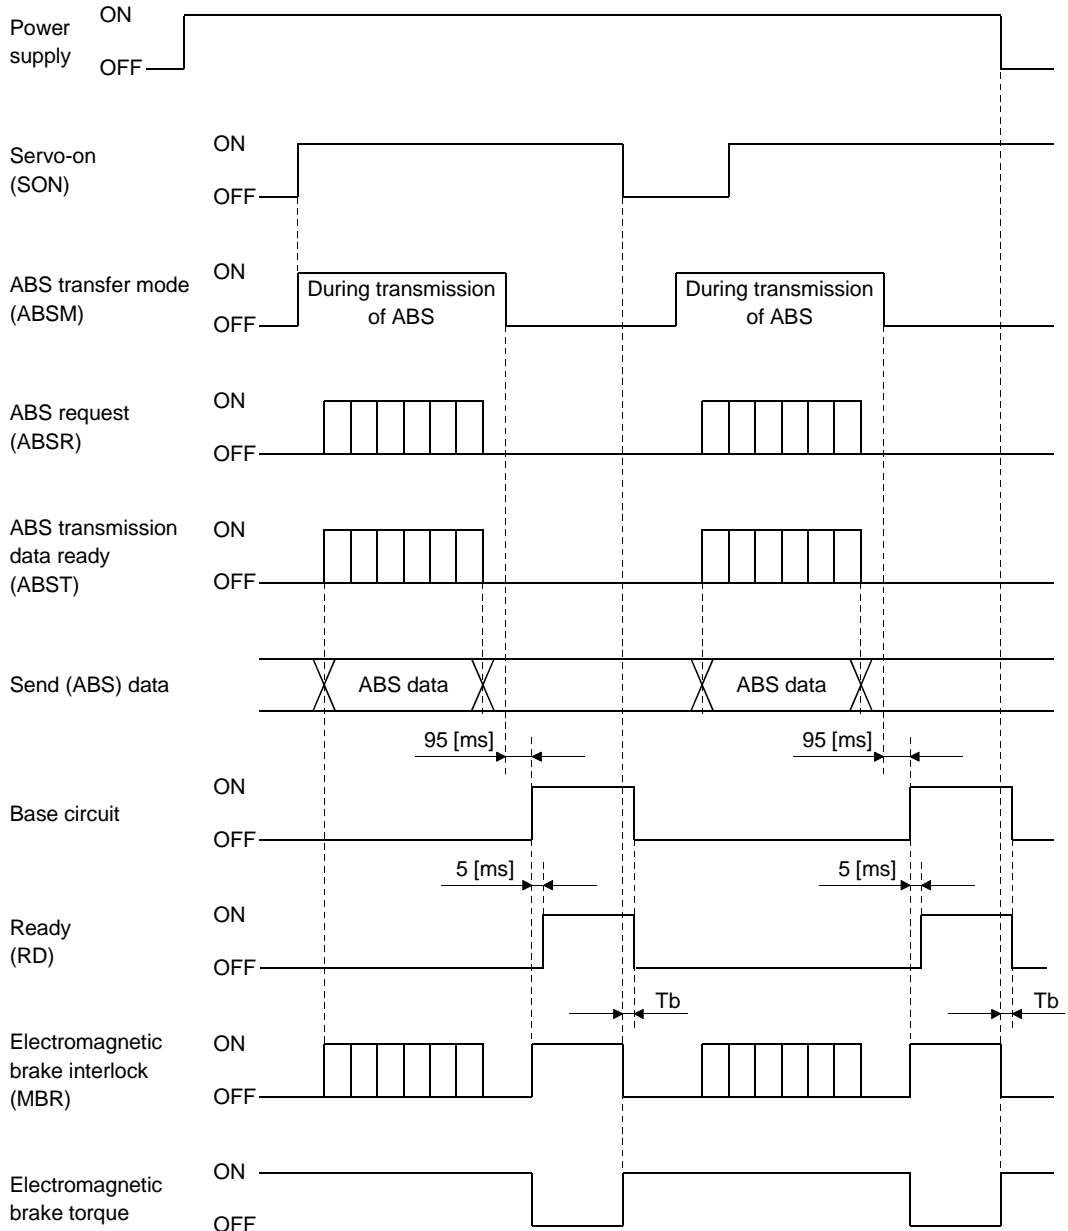 Power
supply
ON
OFF
Servo-on
(SON)
ON
OFF
ABS transfer mode
(ABSM)
ON
OFF
During transmission
of ABS
During transmission
of ABS
ABS request
(ABSR)
ON
OFF
ABS transmission
data ready
(ABST)
ON
OFF
Send (ABS) data
ABS data
ABS data
95 [ms]
95 [ms]
Base circuit
ON
OFF
5 [ms]
5 [ms]
Ready
(RD)
ON
OFF
Tb
Tb
Electromagnetic
brake interlock
(MBR)
ON
OFF
Electromagnetic
brake torque
ON
OFF